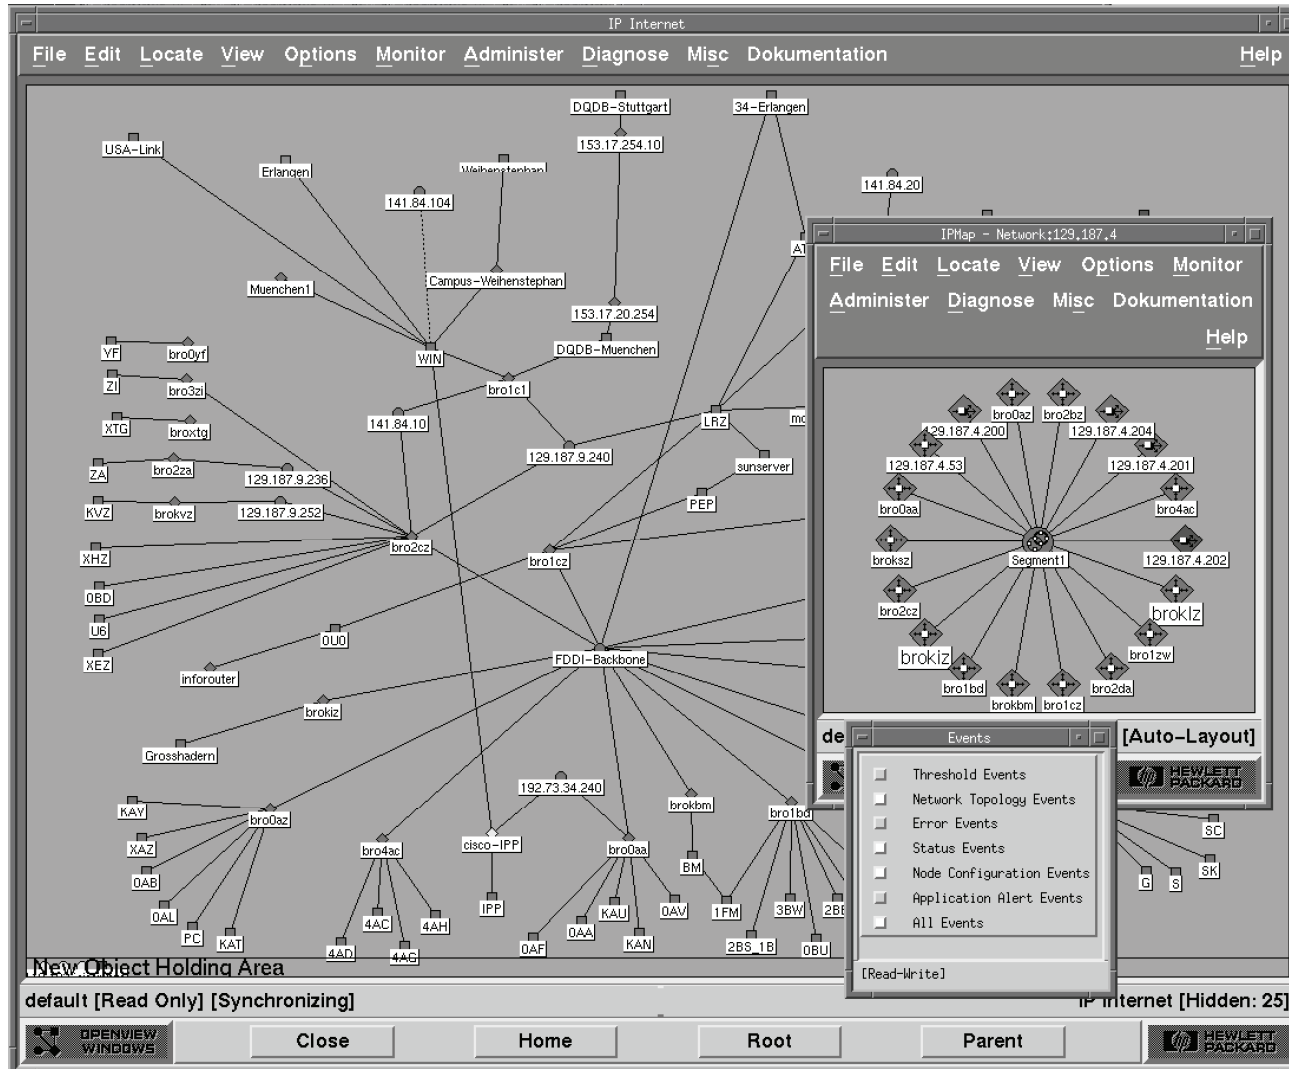 IP Internet
File Edit Locate View Options Monitor Administer Diagnose Misc Dokumentation Help
DQDB-Stuttgart
34-Erlangen
USA-Link
153.17.254.10
Erlangen
Weihenstephan
141.84.20
141.84.104
Campus-Weihenstephan
Muenchen1
153.17.20.254
YF
bro0yf
WIN
DQDB-Muenchen
ZI
bro3zi
bro1c1
XTG
broxtg
141.84.10
LRZ
ZA
bro2za
129.187.9.236
129.187.9.240
sunserver
KVZ
brokvz
129.187.9.252
PEP
bro2cz
bro1cz
XHZ
0BD
U6
0U0
XEZ
inforouter
FDDI-Backbone
brokiz
Grosshadern
192.73.34.240
KAY
bro0az
brokbm
bro1bd
XAZ
bro4ac
cisco-IPP
bro0aa
BM
SC
0AB
SK
G
S
0AL
4AC
4AH
IPP
KAU
0AV
1FM
3BW
PC
KAT
4AD
4AG
0AF
0AA
KAN
2BS_1B
0BU
New Object Holding Area
default [Read Only] [Synchronizing]
IP Internet [Hidden: 25]
OPENVIEW
WINDOWS
Close Home Root Parent
HEWLETT
PACKARD
IPMap - Network:129.187.4
File Edit Locate View Options Monitor
Administer Diagnose Misc Dokumentation
Help
bro0az
bro2bz
129.187.4.200
129.187.4.204
129.187.4.53
129.187.4.201
bro0aa
bro4ac
broksz
Segment1
129.187.4.202
bro2cz
broklz
brokiz
bro1zw
bro1bd
bro2da
brokbm
bro1cz
[Auto-Layout]
HEWLETT
PACKARD
Events
Threshold Events
Network Topology Events
Error Events
Status Events
Node Configuration Events
Application Alert Events
All Events
[Read-Write]